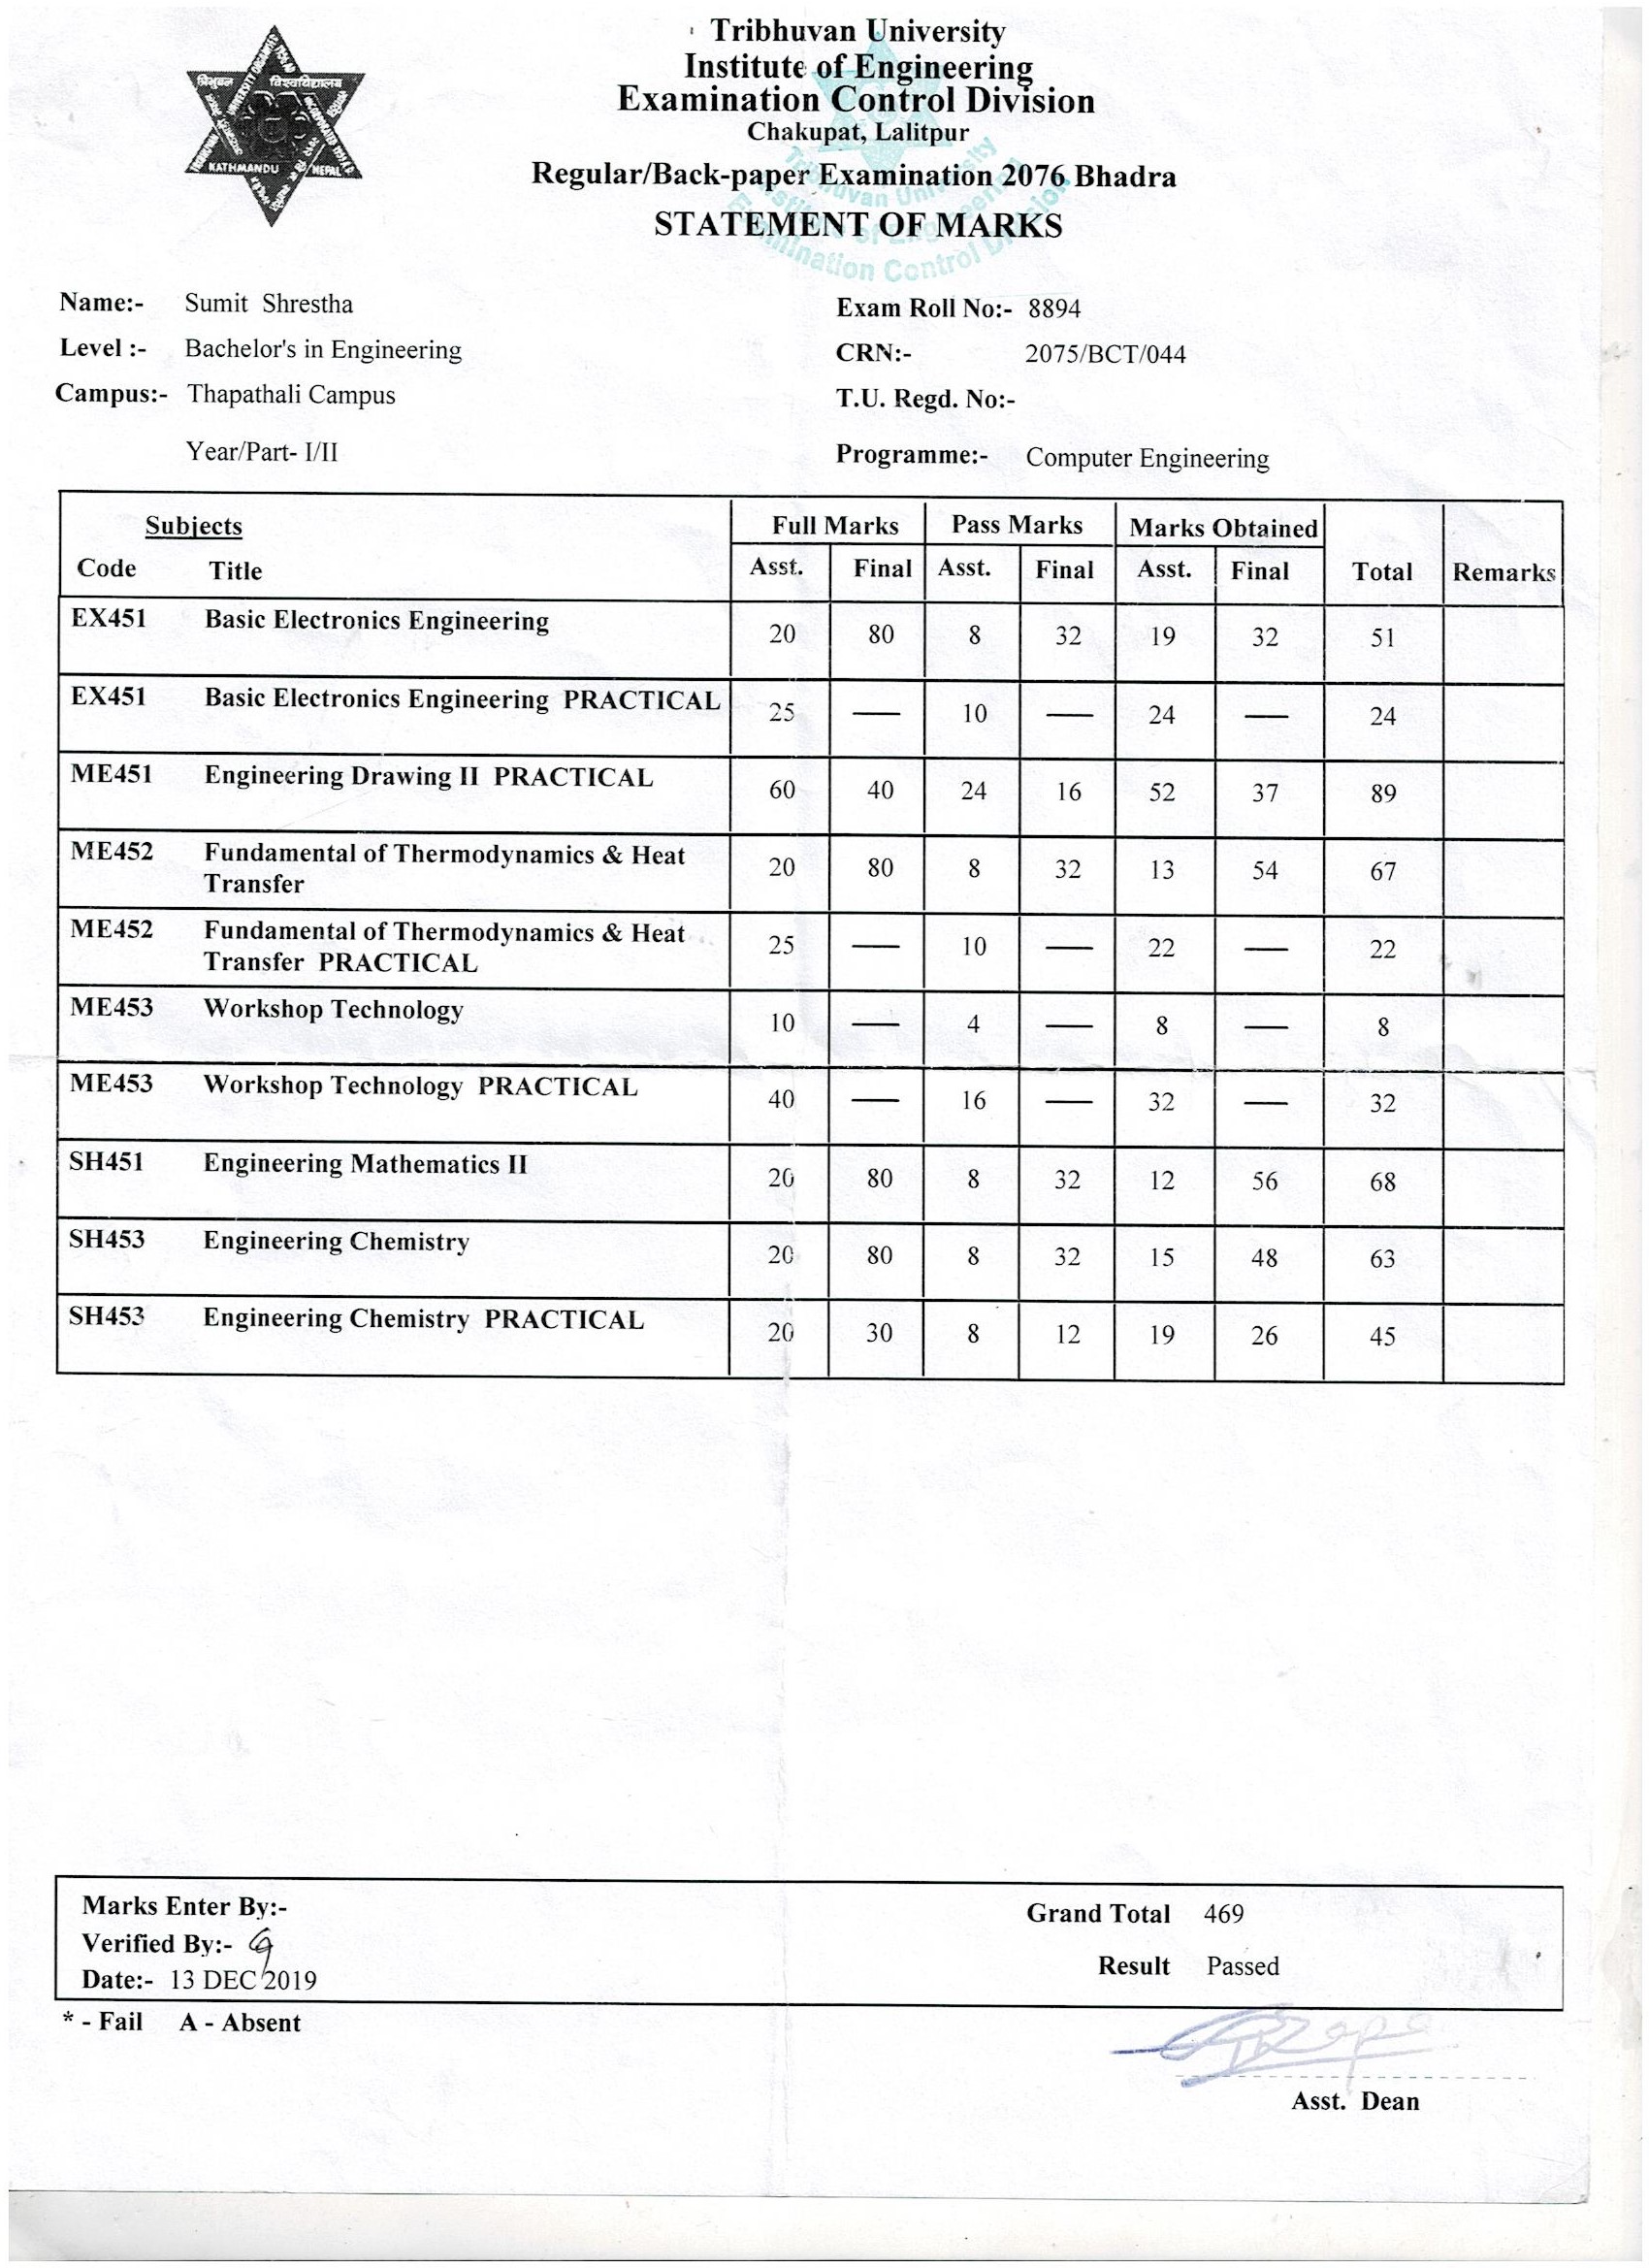 Tribhuvan University
Institute of Engineering
Examination Control Division
Chakupat, Lalitpur
Regular/Back-paper Examination 2076 Bhadra
STATEMENT OF MARKS
त्रिभुवन विश्वविद्यालय
KATHMANDU NEPAL
Tribhuvan University
Institute of Engineering
Examination Control Division
Name:- Sumit Shrestha Exam Roll No:- 8894
Level :- Bachelor's in Engineering CRN:- 2075/BCT/044
Campus:- Thapathali Campus T.U. Regd. No:-
Year/Part- I/II Programme:- Computer Engineering
Subjects Full Marks Pass Marks Marks Obtained
Code Title Asst. Final Asst. Final Asst. Final Total Remarks
EX451 Basic Electronics Engineering 20 80 8 32 19 32 51
EX451 Basic Electronics Engineering PRACTICAL 25 — 10 — 24 — 24
ME451 Engineering Drawing II PRACTICAL 60 40 24 16 52 37 89
ME452 Fundamental of Thermodynamics & Heat
Transfer 20 80 8 32 13 54 67
ME452 Fundamental of Thermodynamics & Heat
Transfer PRACTICAL 25 — 10 — 22 — 22
ME453 Workshop Technology 10 — 4 — 8 — 8
ME453 Workshop Technology PRACTICAL 40 — 16 — 32 — 32
SH451 Engineering Mathematics II 20 80 8 32 12 56 68
SH453 Engineering Chemistry 20 80 8 32 15 48 63
SH453 Engineering Chemistry PRACTICAL 20 30 8 12 19 26 45
Marks Enter By:- Grand Total 469
Verified By:-
Date:- 13 DEC 2019 Result Passed
* - Fail A - Absent
Asst. Dean